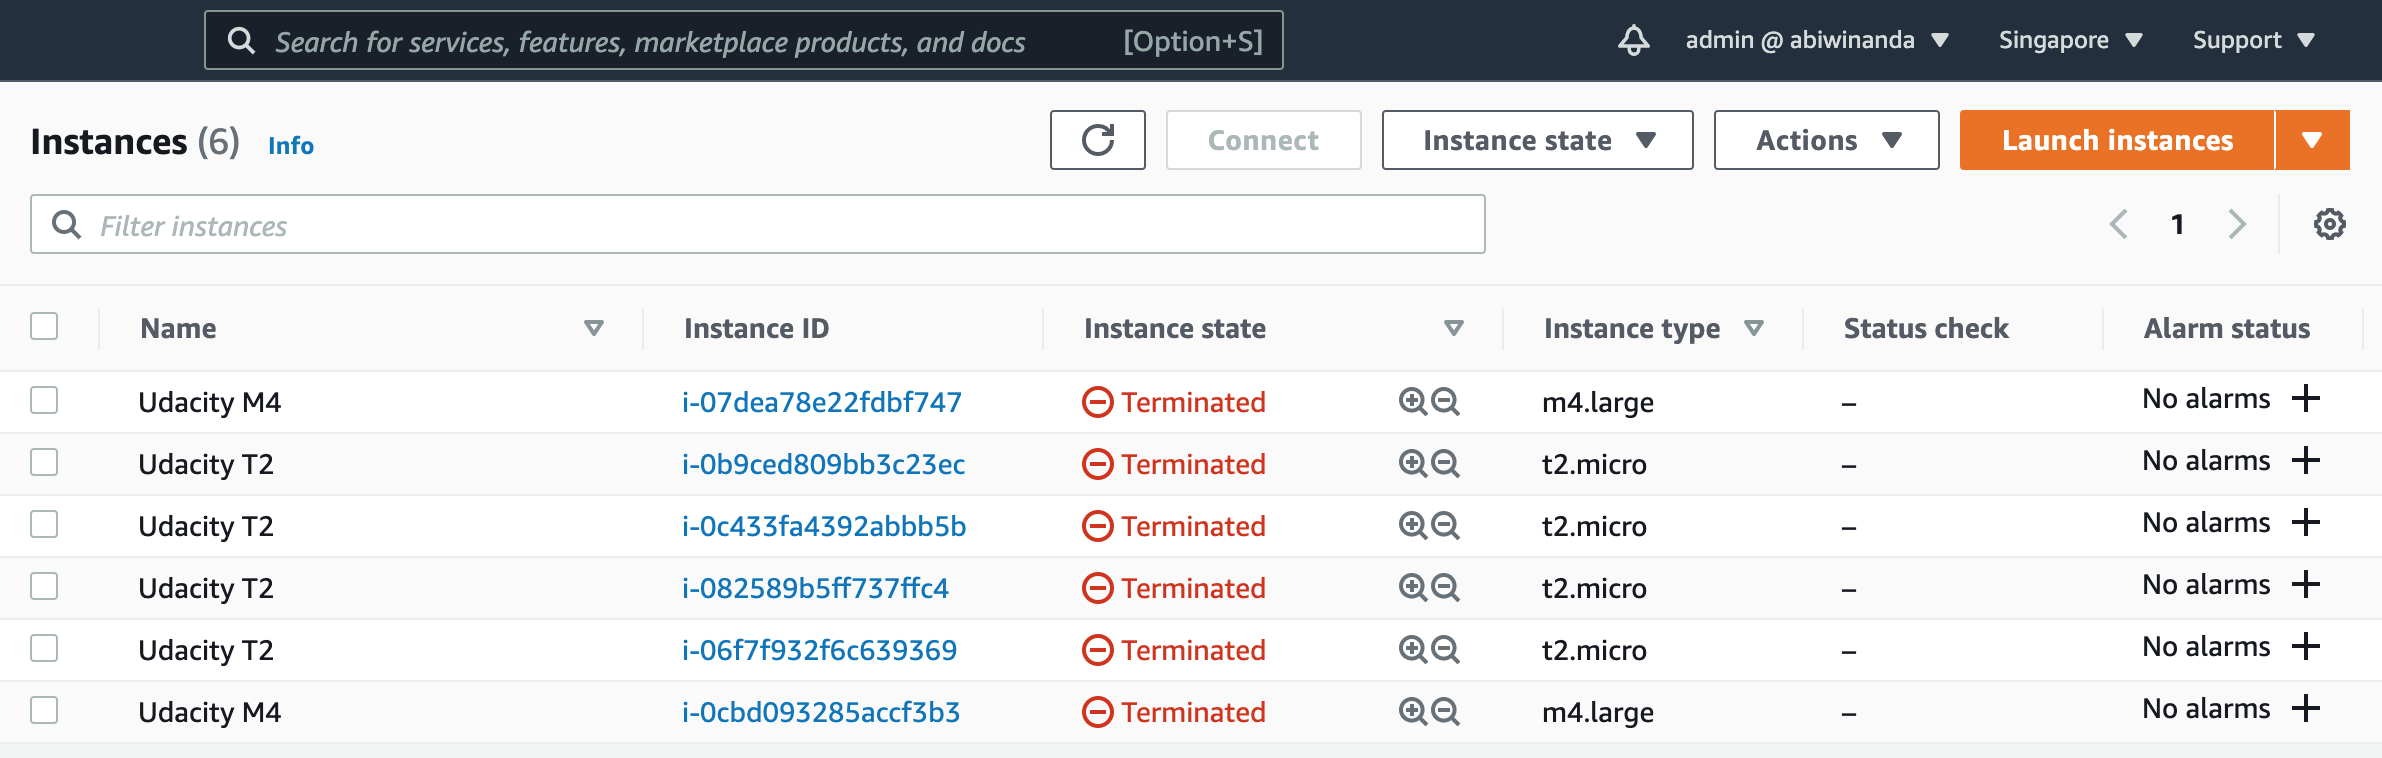 Search for services, features, marketplace products, and docs [Option+S] admin @ abiwinanda Singapore Support
Instances (6) Info Connect Instance state Actions Launch instances
Filter instances 1
Name Instance ID Instance state Instance type Status check Alarm status
Udacity M4 i-07dea78e22fdbf747 Terminated m4.large – No alarms
Udacity T2 i-0b9ced809bb3c23ec Terminated t2.micro – No alarms
Udacity T2 i-0c433fa4392abbb5b Terminated t2.micro – No alarms
Udacity T2 i-082589b5ff737ffc4 Terminated t2.micro – No alarms
Udacity T2 i-06f7f932f6c639369 Terminated t2.micro – No alarms
Udacity M4 i-0cbd093285accf3b3 Terminated m4.large – No alarms